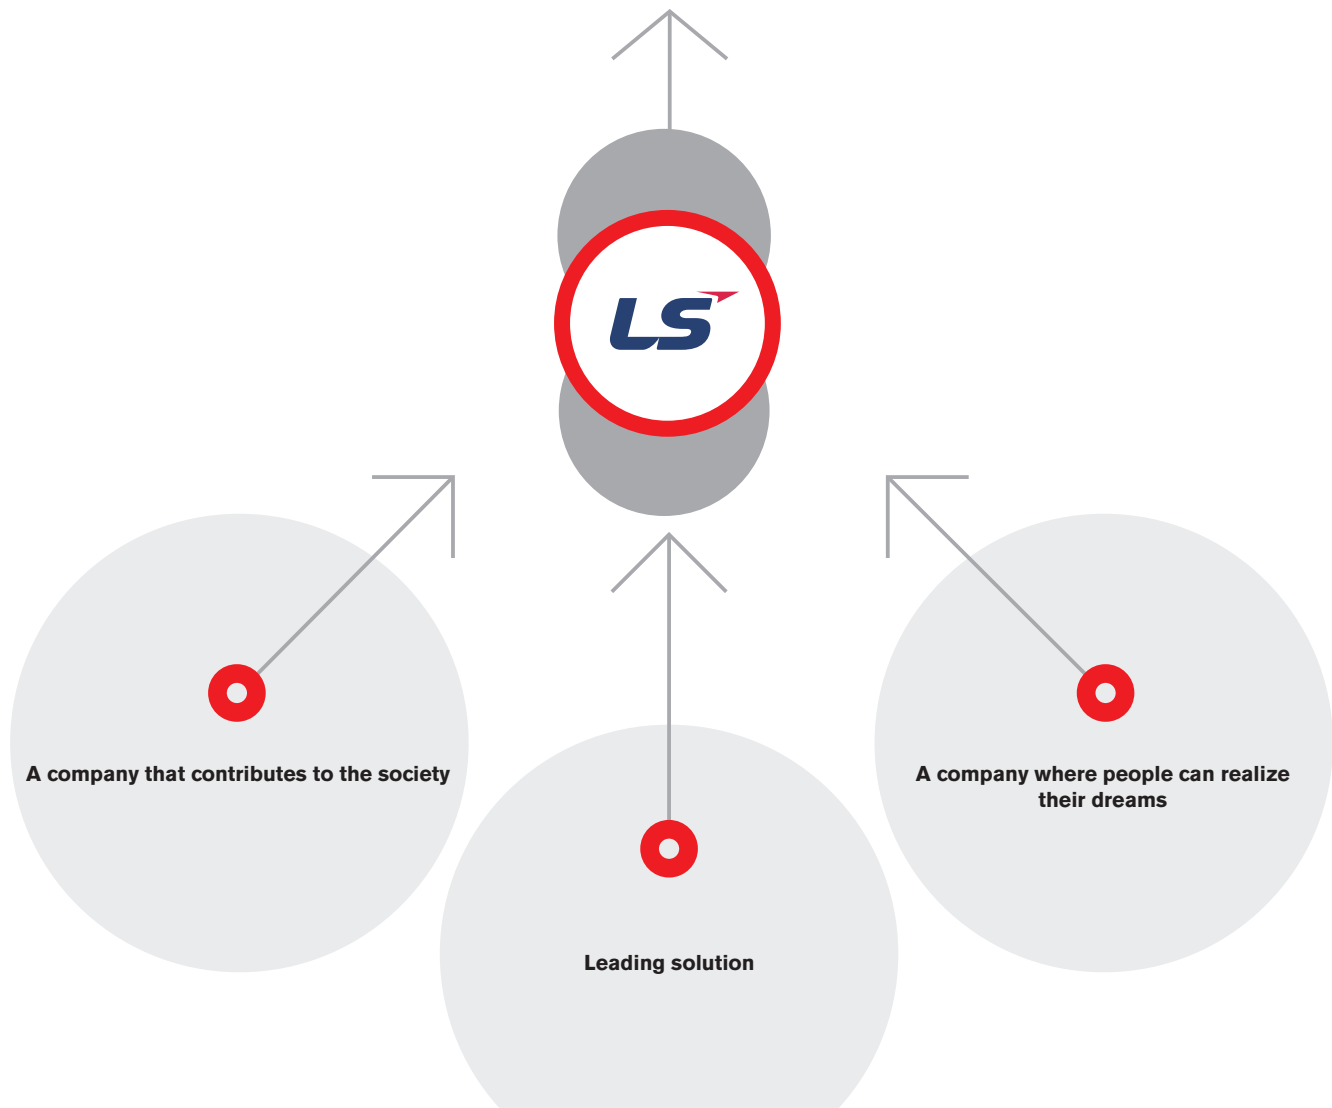 LS
A company that contributes to the society
A company where people can realize
their dreams
Leading solution